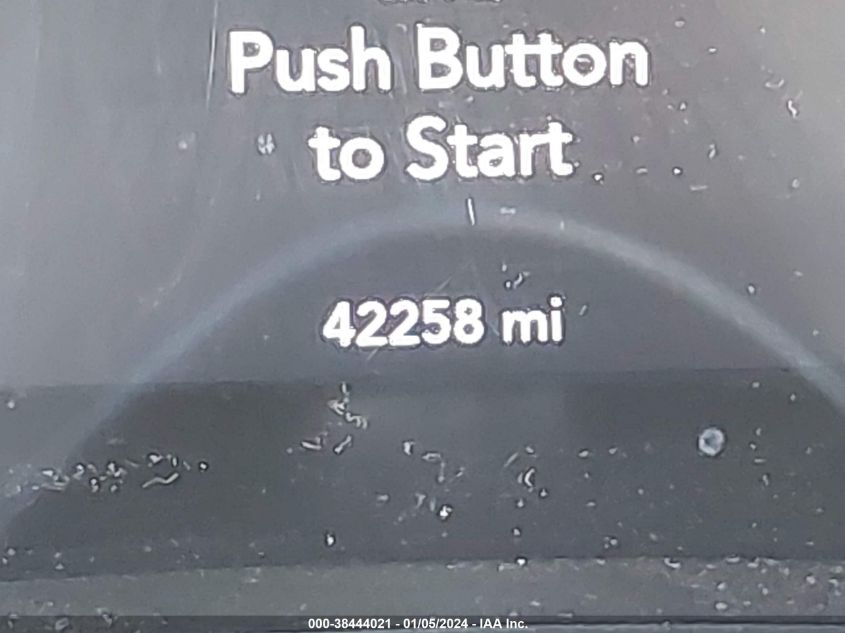 Push Button
to Start
42258 mi
000-38444021 - 01/05/2024 - IAA Inc.